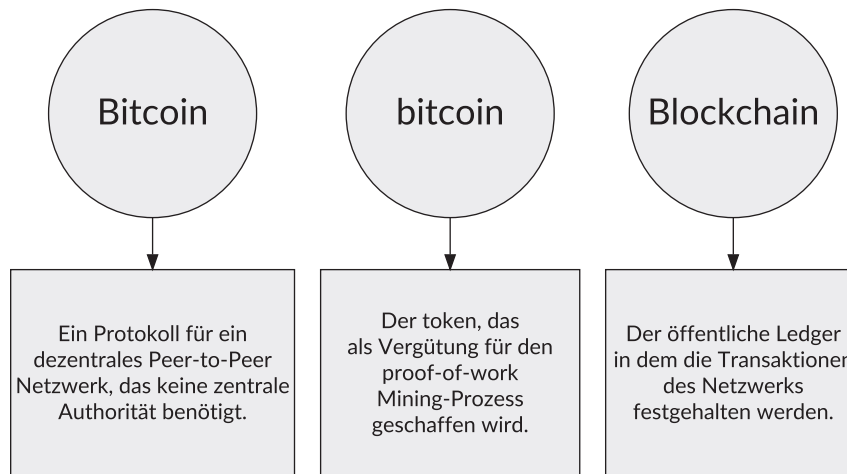 Bitcoin
bitcoin
Blockchain
Ein Protokoll für ein
dezentrales Peer-to-Peer
Netzwerk, das keine zentrale
Authorität benötigt.
Der token, das
als Vergütung für den
proof-of-work
Mining-Prozess
geschaffen wird.
Der öffentliche Ledger
in dem die Transaktionen
des Netzwerks
festgehalten werden.